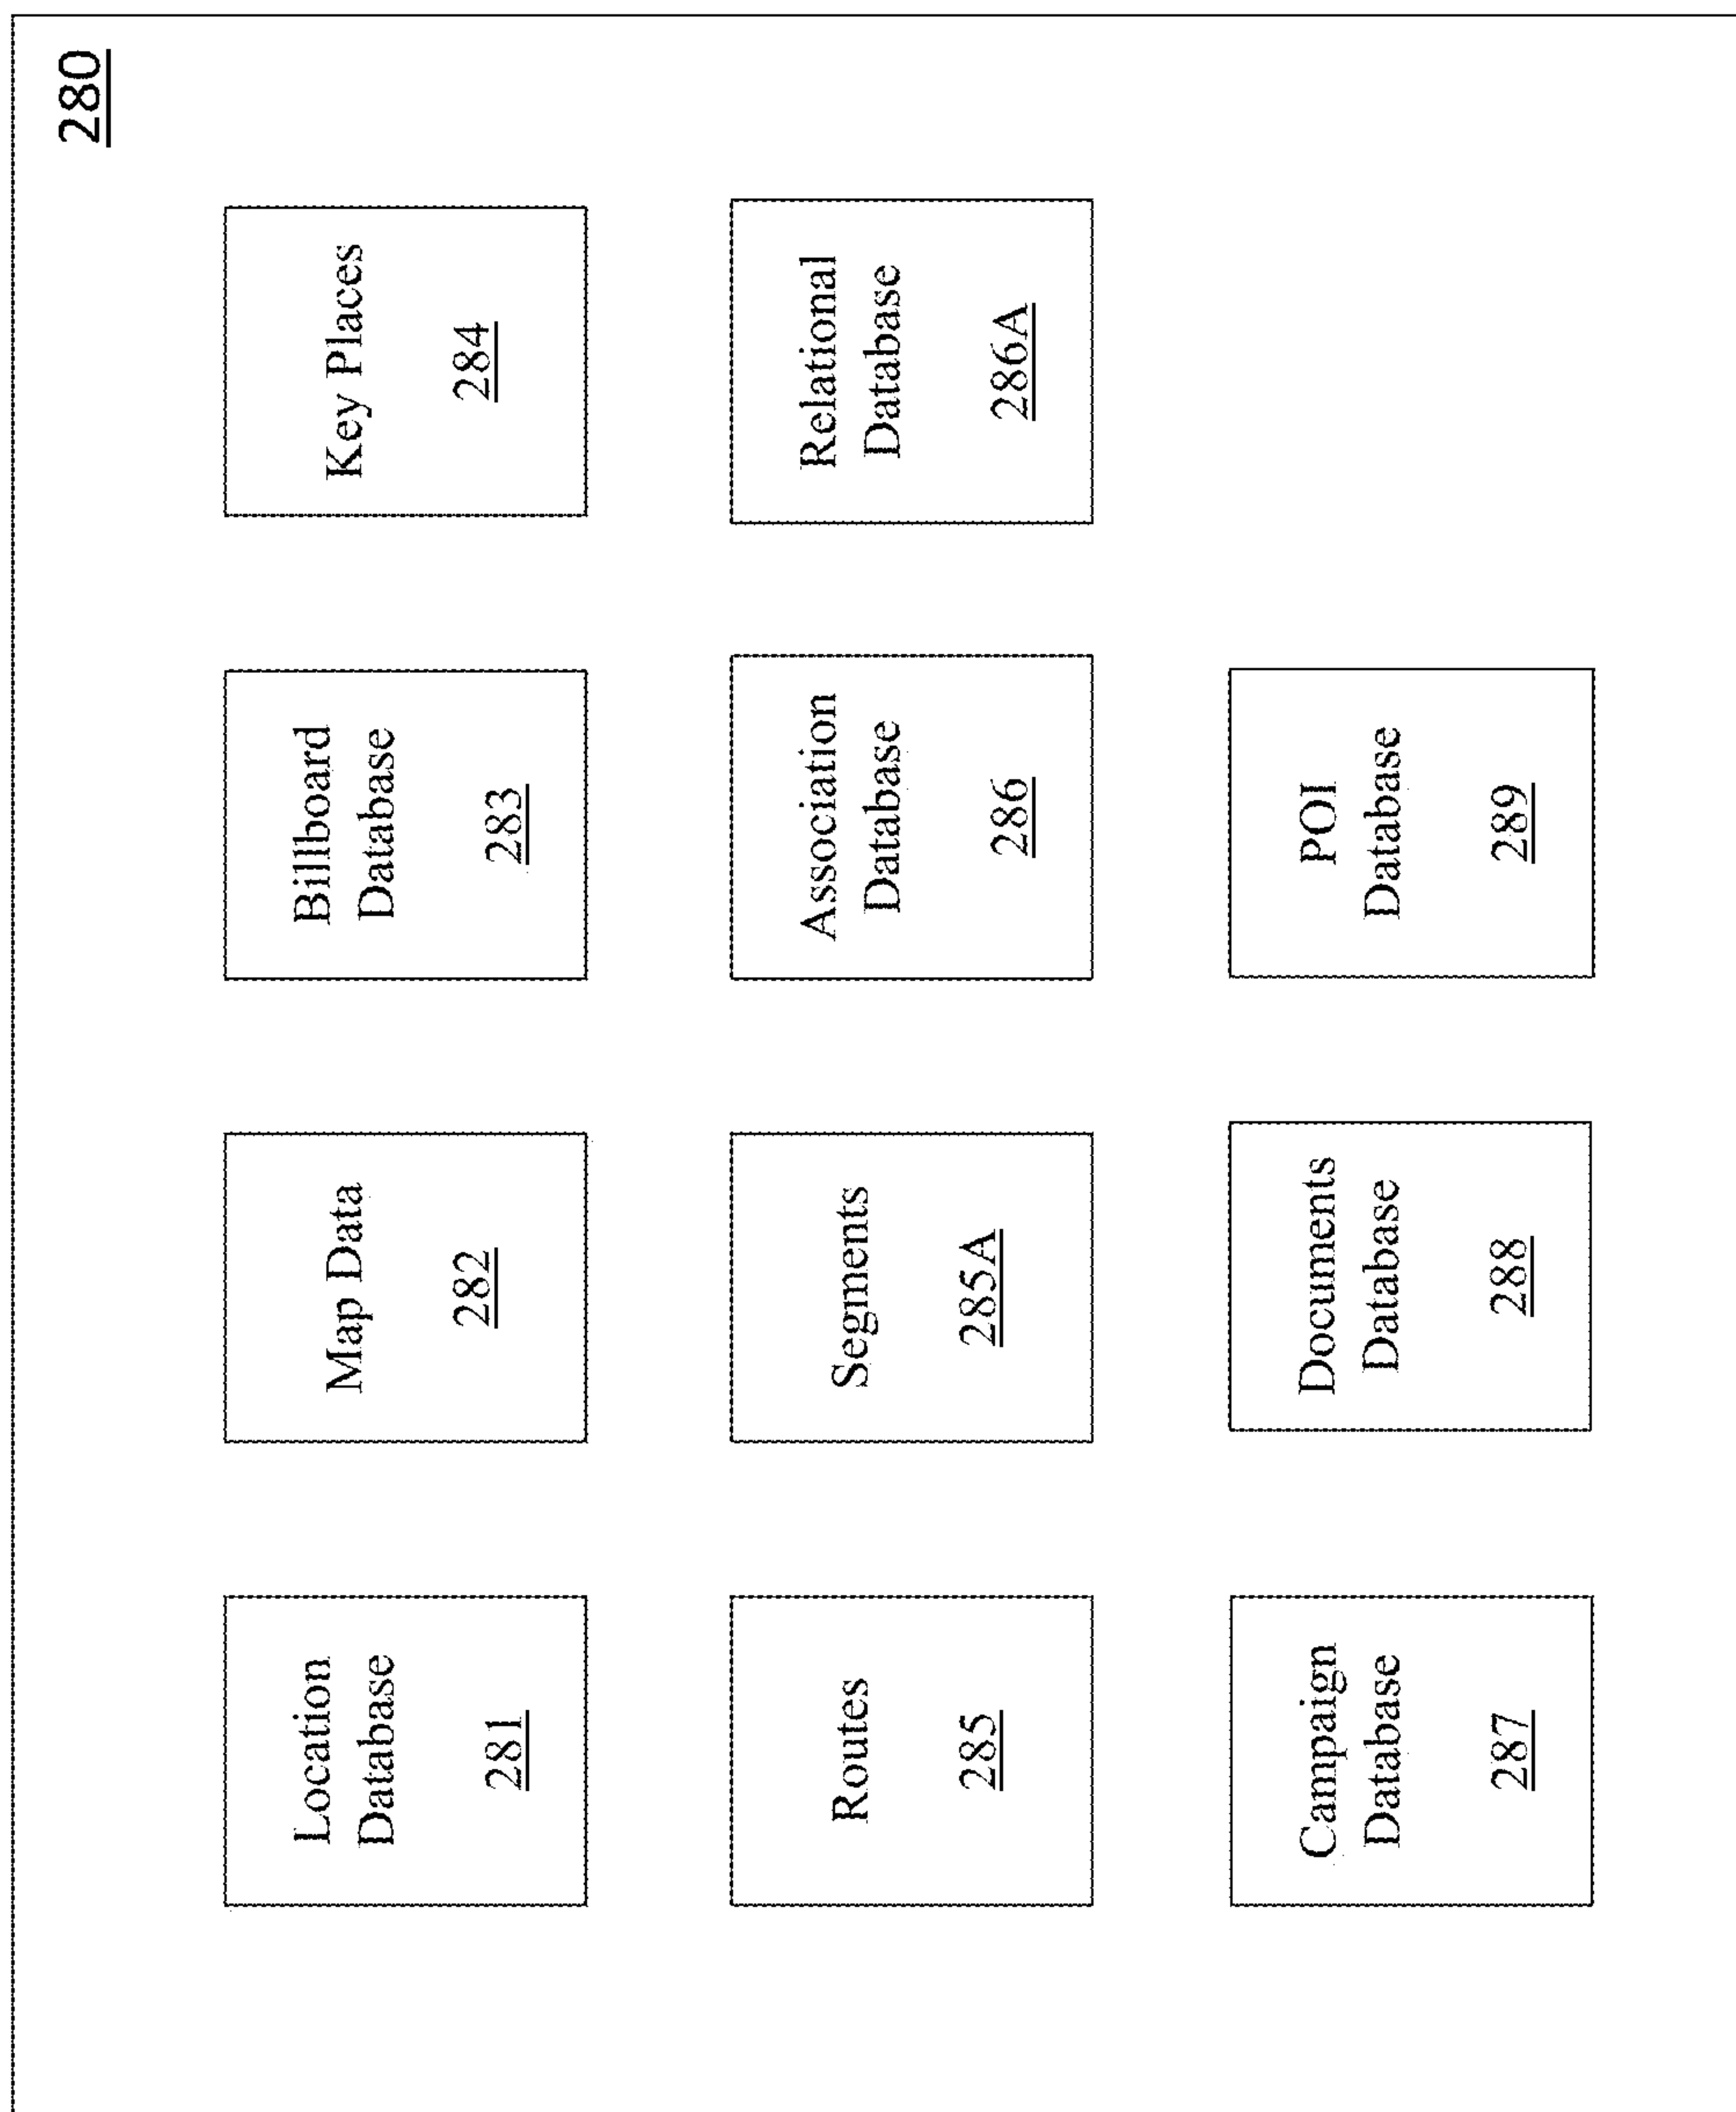 280
Location
Database
281
Map Data
282
Billboard
Database
283
Key Places
284
Routes
285
Segments
285A
Association
Database
286
Relational
Database
286A
Campaign
Database
287
Documents
Database
288
POI
Database
289